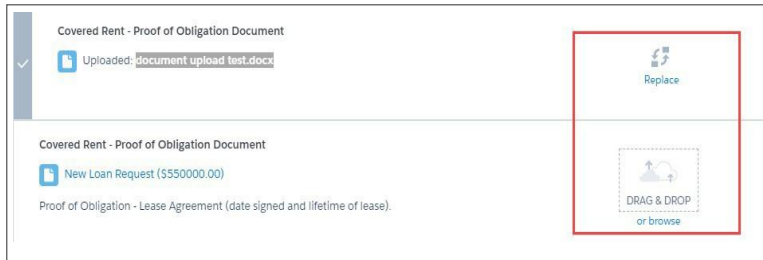 Covered Rent - Proof of Obligation Document
Uploaded: document upload test.docx
Replace
Covered Rent - Proof of Obligation Document
New Loan Request ($550000.00)
Proof of Obligation - Lease Agreement (date signed and lifetime of lease).
DRAG & DROP
or browse